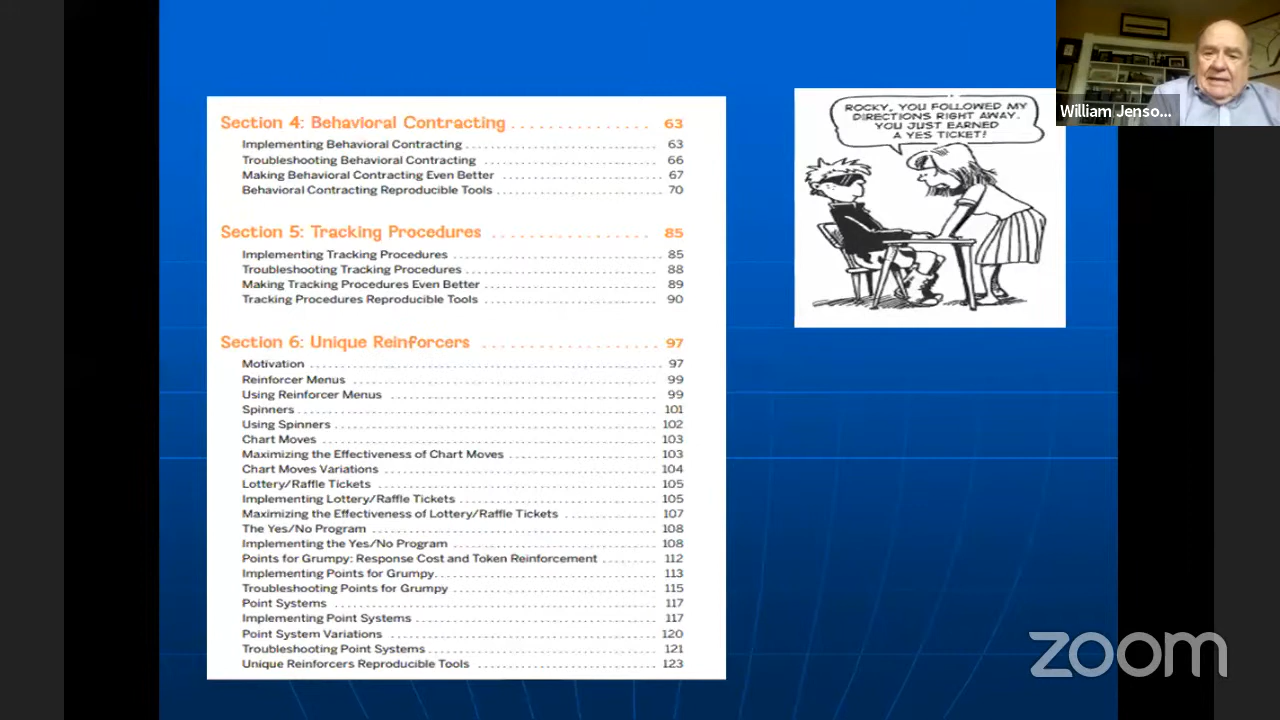 Section 4: Behavioral Contracting . . . . . . . . . . . . . 63
Implementing Behavioral Contracting . . . . . . . . . . 63
Troubleshooting Behavioral Contracting . . . . . . . . . . 66
Making Behavioral Contracting Even Better . . . . . . . . . . 67
Behavioral Contracting Reproducible Tools . . . . . . . . . . 70
Section 5: Tracking Procedures . . . . . . . . . . . . . 85
Implementing Tracking Procedures . . . . . . . . . . 85
Troubleshooting Tracking Procedures . . . . . . . . . . 88
Making Tracking Procedures Even Better . . . . . . . . . . 89
Tracking Procedures Reproducible Tools . . . . . . . . . . 90
Section 6: Unique Reinforcers . . . . . . . . . . . . . 97
Motivation . . . . . . . . . . 97
Reinforcer Menus . . . . . . . . . . 99
Using Reinforcer Menus . . . . . . . . . . 99
Spinners . . . . . . . . . . 101
Using Spinners . . . . . . . . . . 102
Chart Moves . . . . . . . . . . 103
Maximizing the Effectiveness of Chart Moves . . . . . . . . . . 103
Chart Moves Variations . . . . . . . . . . 104
Lottery/Raffle Tickets . . . . . . . . . . 105
Implementing Lottery/Raffle Tickets . . . . . . . . . . 105
Maximizing the Effectiveness of Lottery/Raffle Tickets . . . . . . . . . . 107
The Yes/No Program . . . . . . . . . . 108
Implementing the Yes/No Program . . . . . . . . . . 108
Points for Grumpy: Response Cost and Token Reinforcement . . . . . . . . 112
Implementing Points for Grumpy . . . . . . . . . . 113
Troubleshooting Points for Grumpy . . . . . . . . . . 115
Point Systems . . . . . . . . . . 117
Implementing Point Systems . . . . . . . . . . 117
Point System Variations . . . . . . . . . . 120
Troubleshooting Point Systems . . . . . . . . . . 121
Unique Reinforcers Reproducible Tools . . . . . . . . . . 123
ROCKY, YOU FOLLOWED MY
DIRECTIONS RIGHT AWAY.
YOU JUST EARNED
A YES TICKET!
William Jenso...
zoom